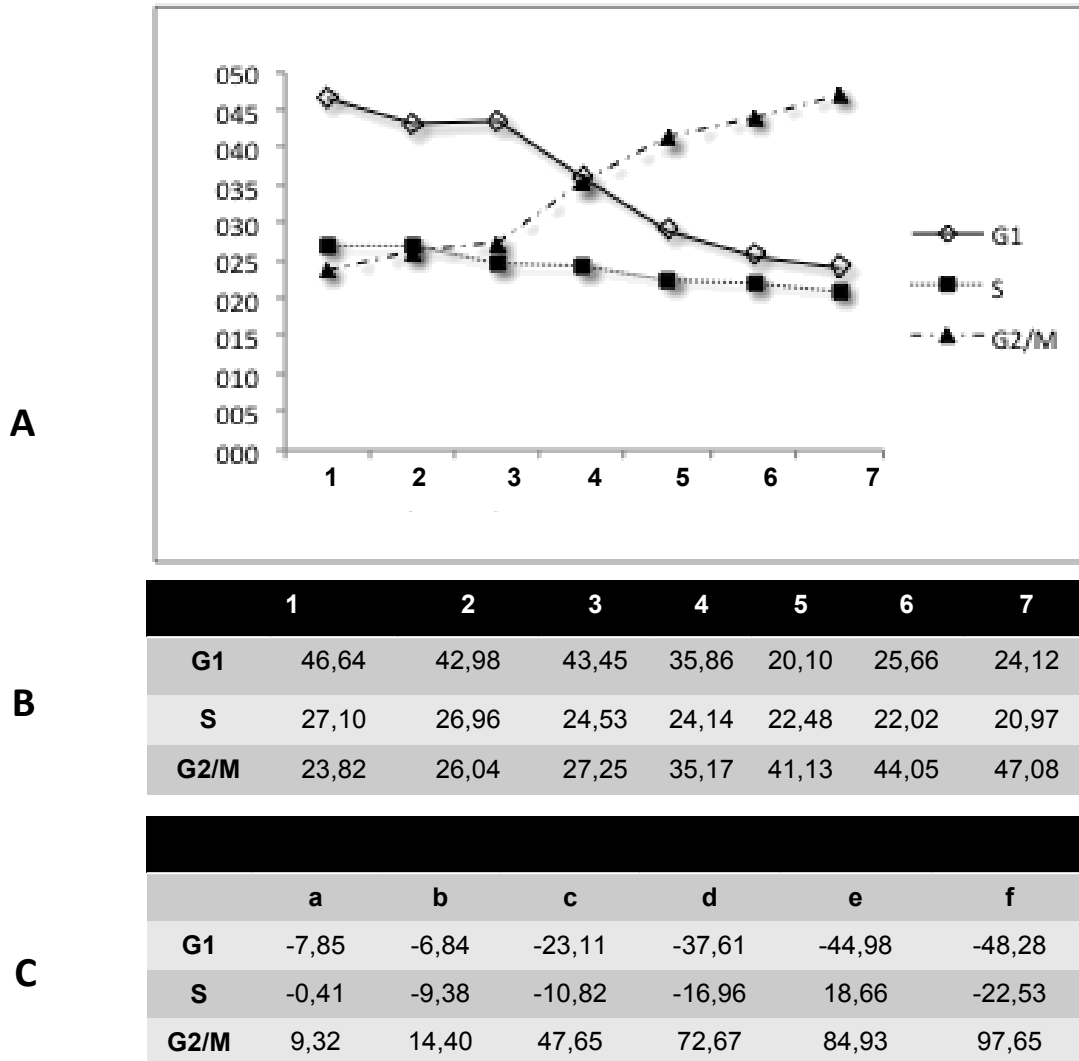 A
050
045
040
035
030
025
020
015
010
005
000
1 2 3 4 5 6 7
G1
S
G2/M
B
1 2 3 4 5 6 7
G1 46,64 42,98 43,45 35,86 20,10 25,66 24,12
S 27,10 26,96 24,53 24,14 22,48 22,02 20,97
G2/M 23,82 26,04 27,25 35,17 41,13 44,05 47,08
C
a b c d e f
G1 -7,85 -6,84 -23,11 -37,61 -44,98 -48,28
S -0,41 -9,38 -10,82 -16,96 18,66 -22,53
G2/M 9,32 14,40 47,65 72,67 84,93 97,65